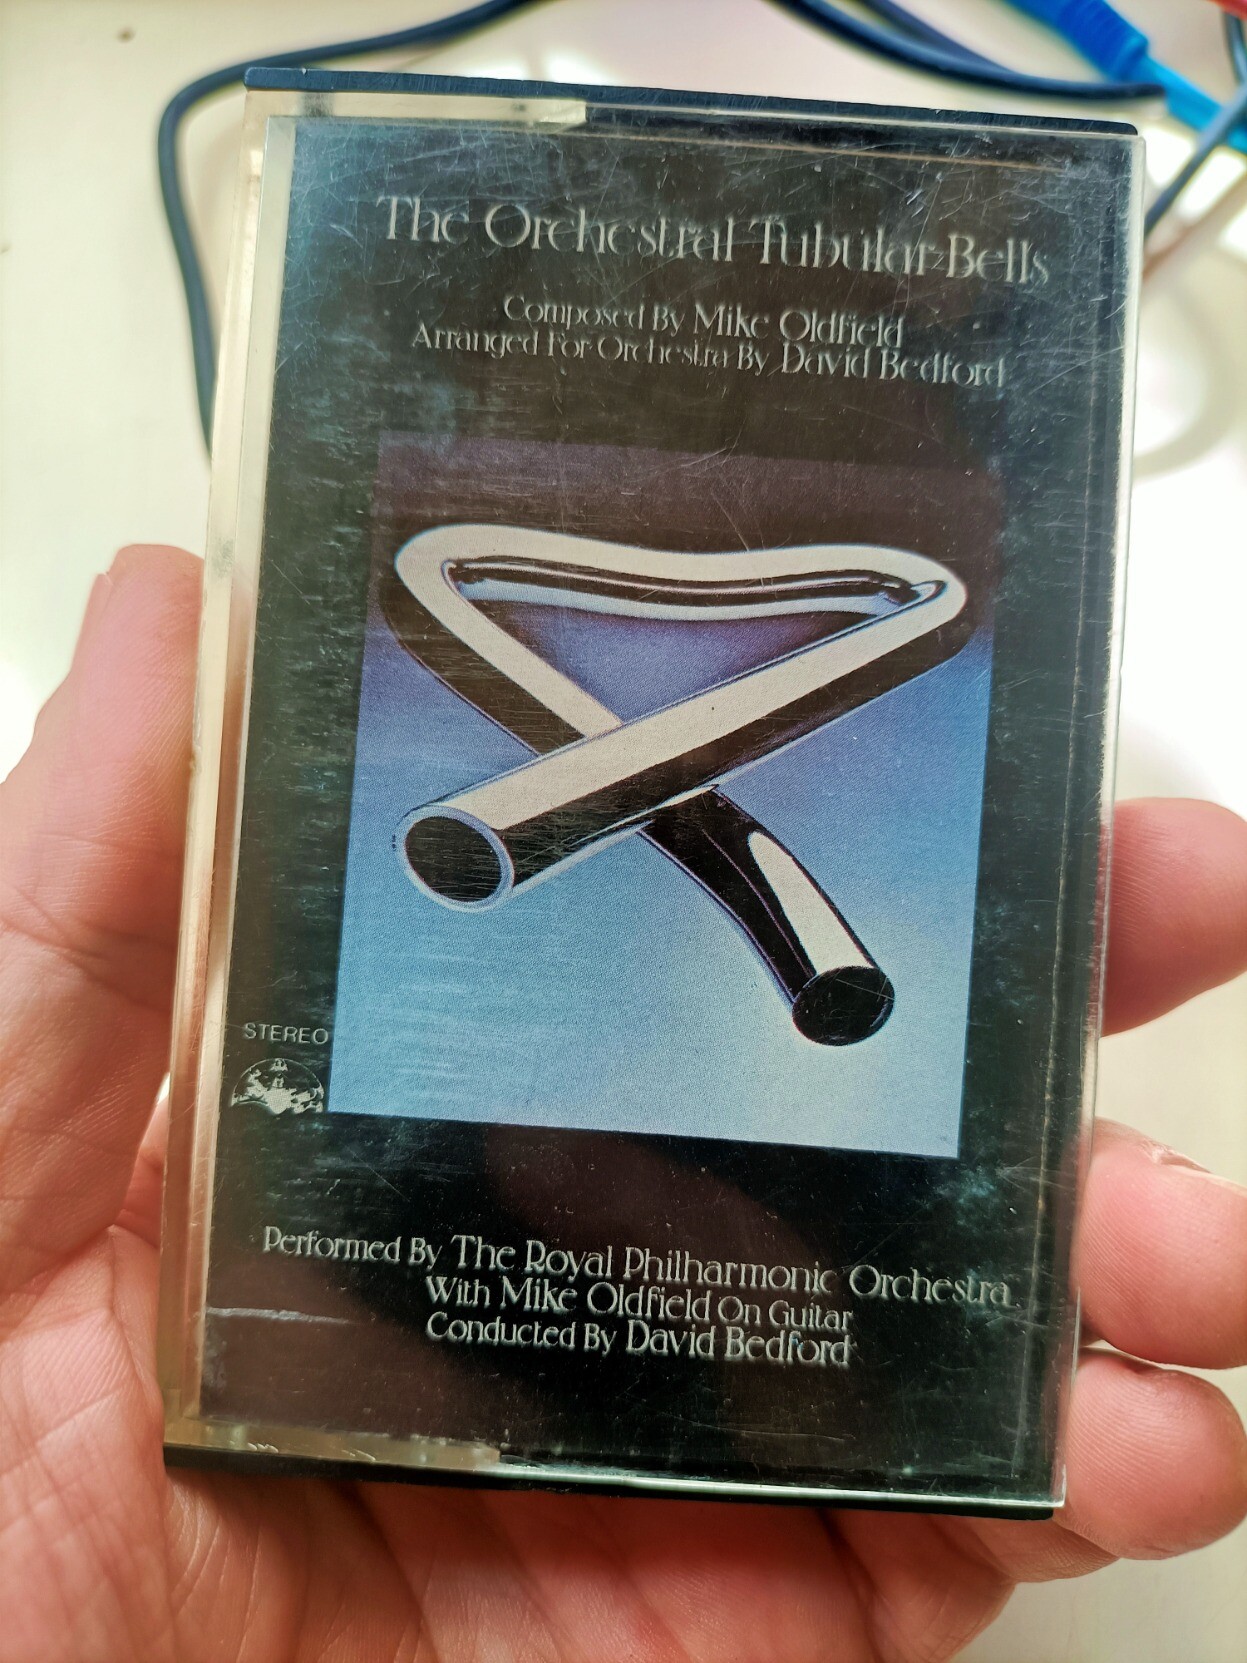 The Orchestral Tubular Bells
Composed By Mike Oldfield
Arranged For Orchestra By David Bedford
STEREO
Performed By The Royal Philharmonic Orchestra
With Mike Oldfield On Guitar
Conducted By David Bedford